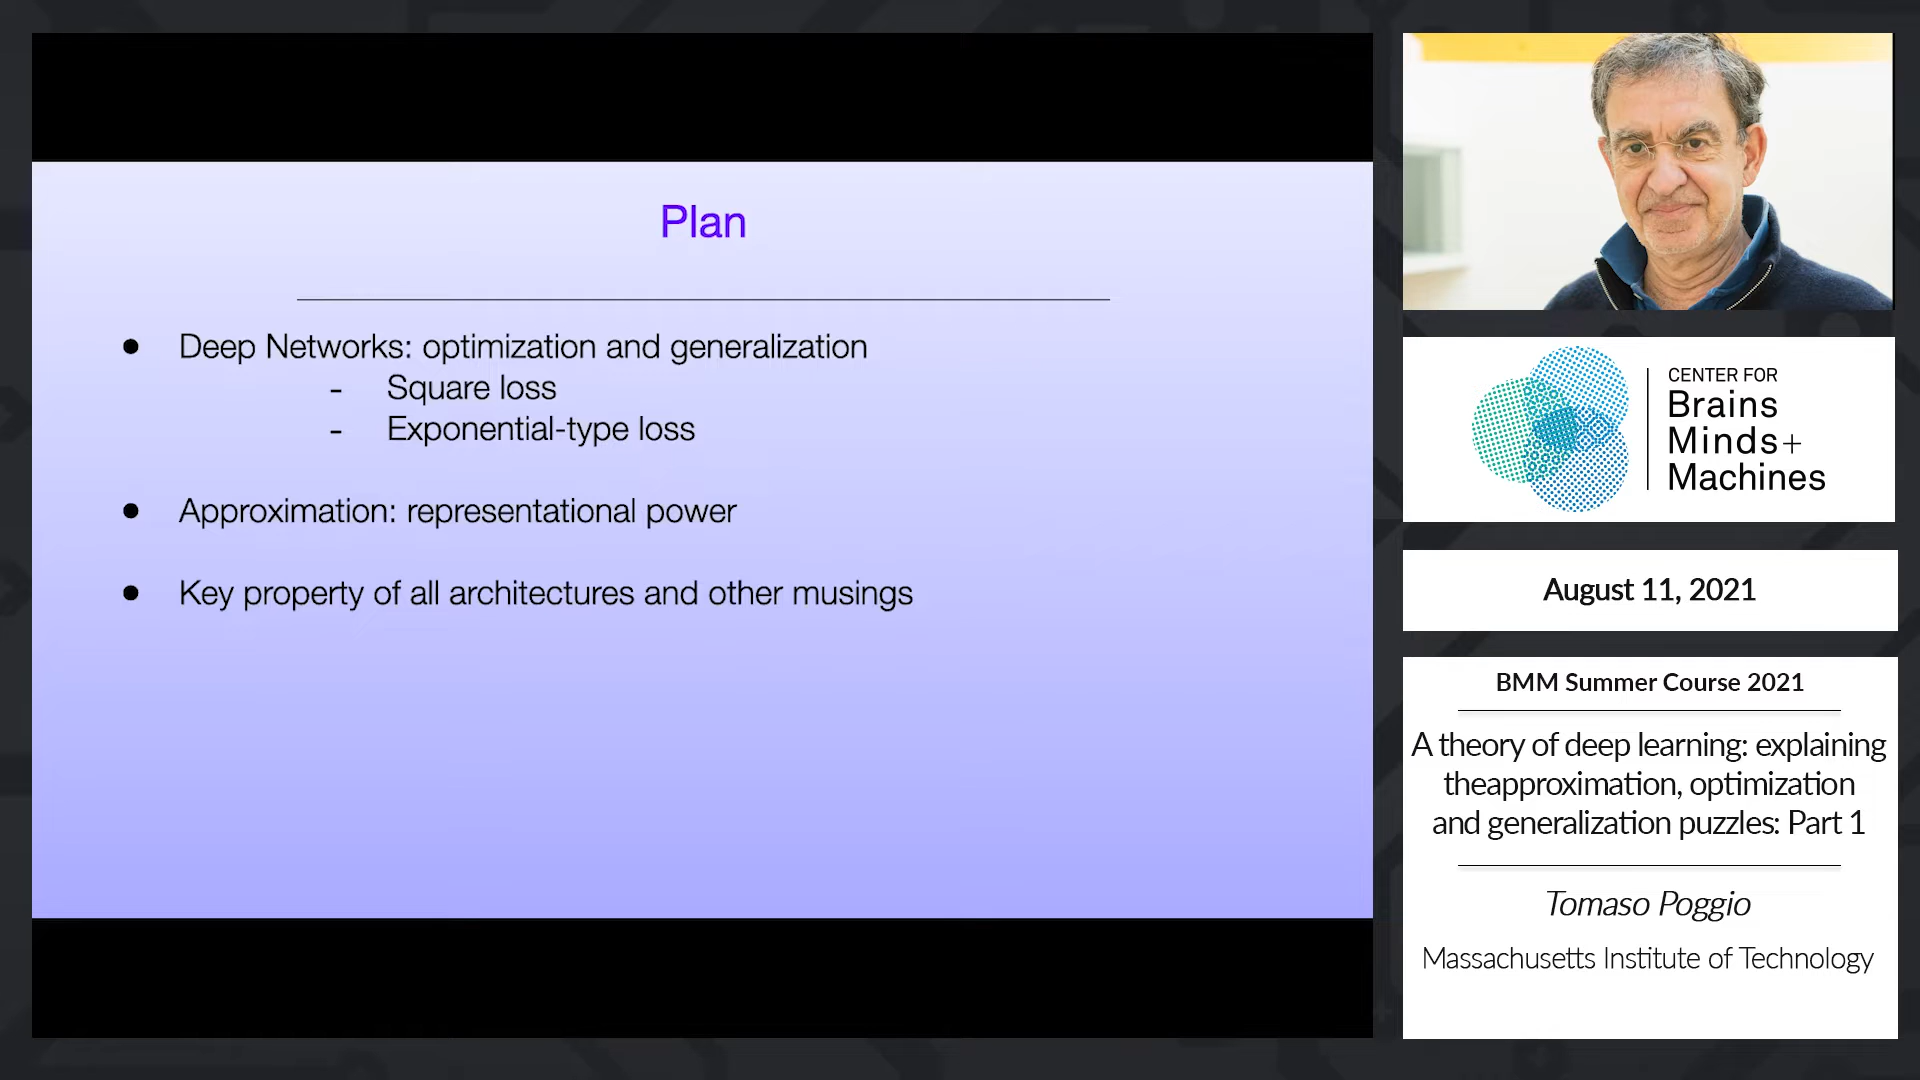 Plan
● Deep Networks: optimization and generalization
- Square loss
- Exponential-type loss
● Approximation: representational power
● Key property of all architectures and other musings
CENTER FOR
Brains
Minds+
Machines
August 11, 2021
BMM Summer Course 2021
A theory of deep learning: explaining
theapproximation, optimization
and generalization puzzles: Part 1
Tomaso Poggio
Massachusetts Institute of Technology